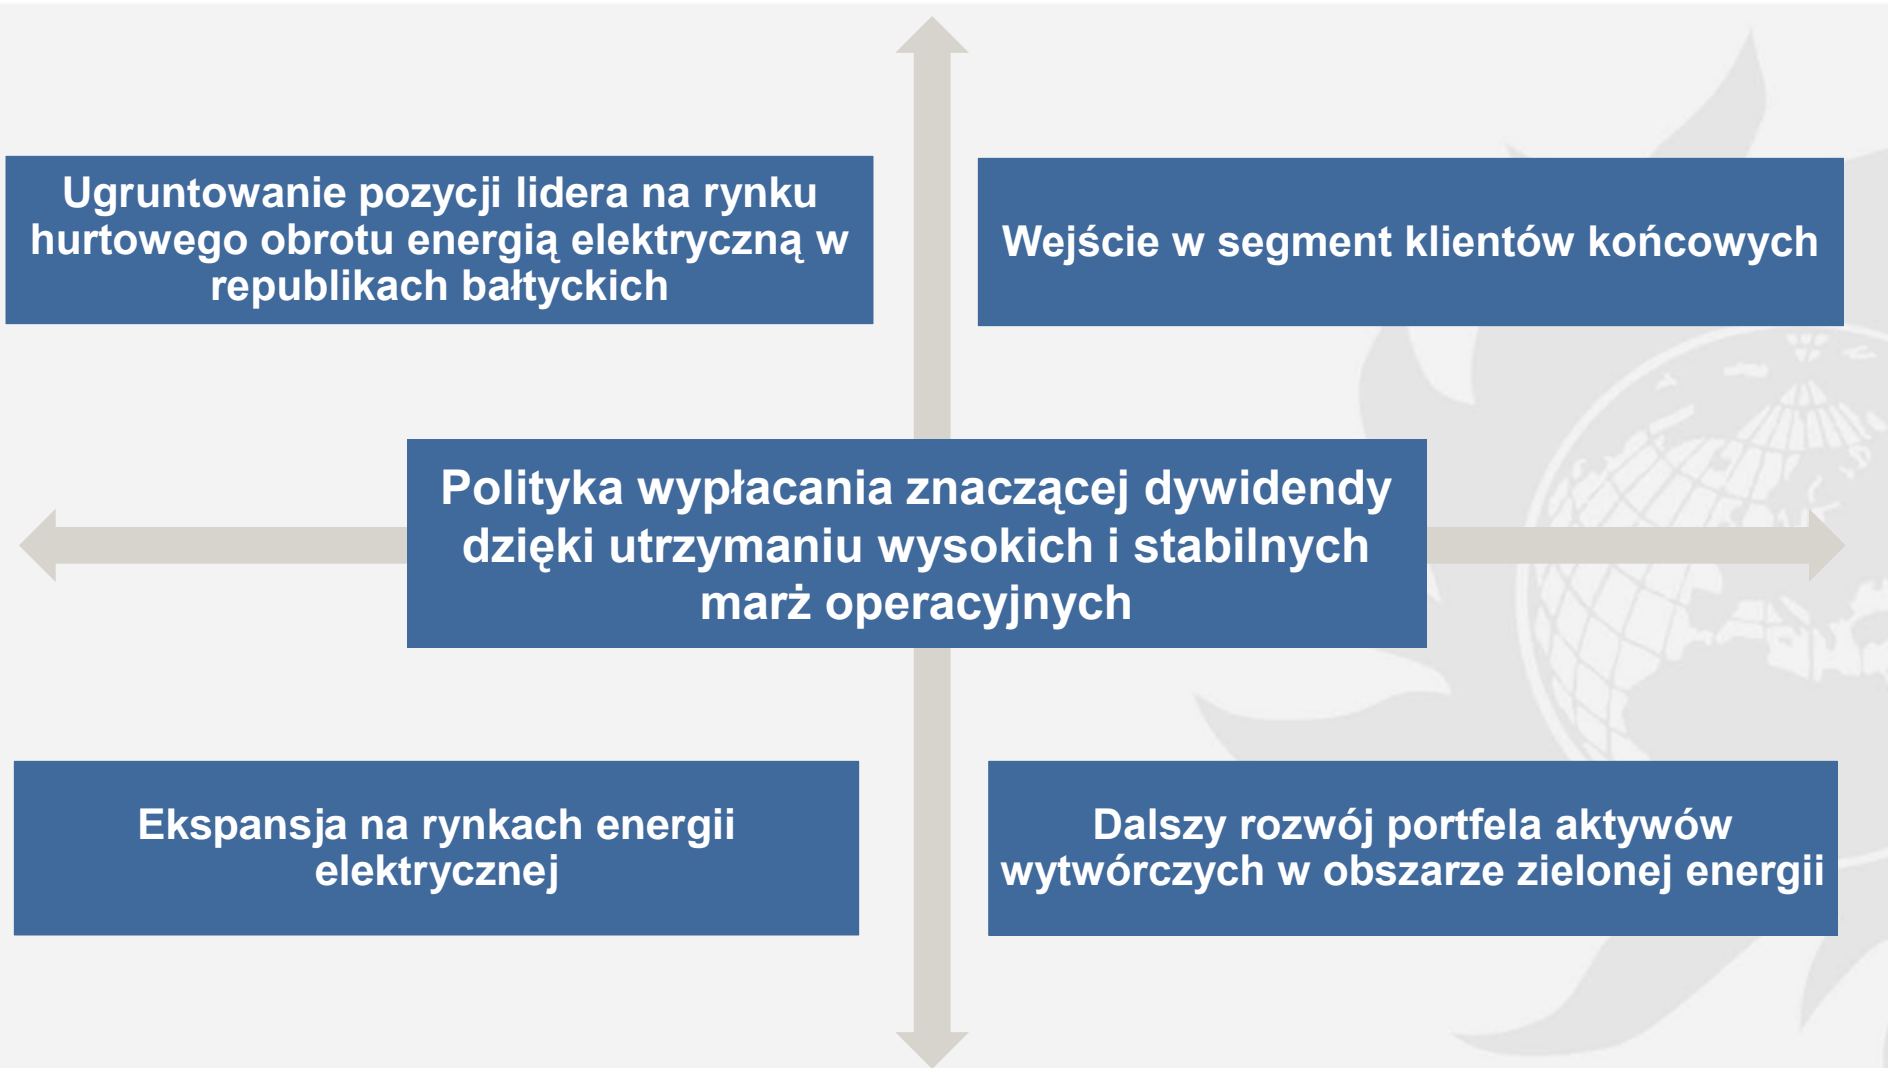 Ugruntowanie pozycji lidera na rynku
hurtowego obrotu energią elektryczną w
republikach bałtyckich
Wejście w segment klientów końcowych
Polityka wypłacania znaczącej dywidendy
dzięki utrzymaniu wysokich i stabilnych
marż operacyjnych
Ekspansja na rynkach energii
elektrycznej
Dalszy rozwój portfela aktywów
wytwórczych w obszarze zielonej energii